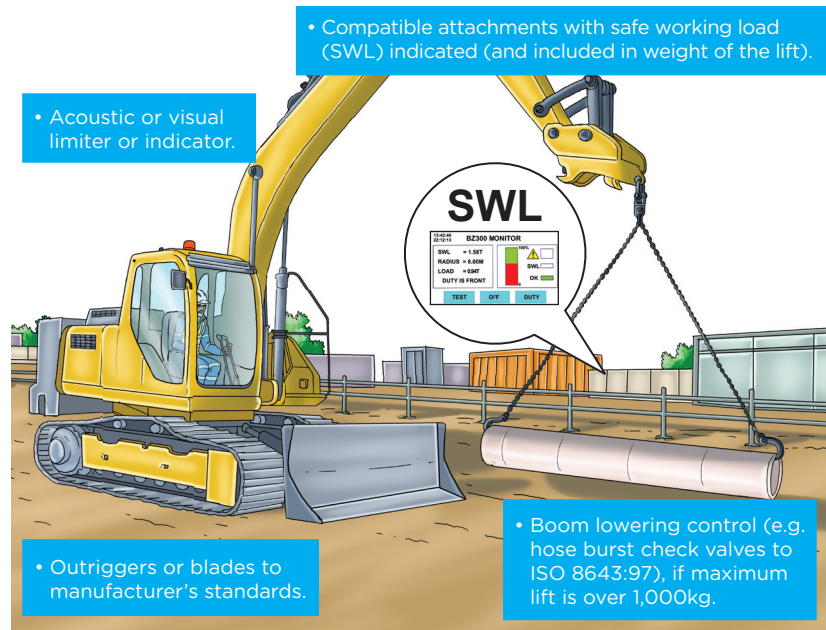 • Compatible attachments with safe working load
(SWL) indicated (and included in weight of the lift).
• Acoustic or visual
limiter or indicator.
SWL
13:42:46
22:12:13
BZ300 MONITOR
SWL = 1.58T
RADIUS = 8.00M
LOAD = 0.94T
DUTY IS FRONT
100%
0
SWL
OK
TEST OFF DUTY
• Outriggers or blades to
manufacturer's standards.
• Boom lowering control (e.g.
hose burst check valves to
ISO 8643:97), if maximum
lift is over 1,000kg.